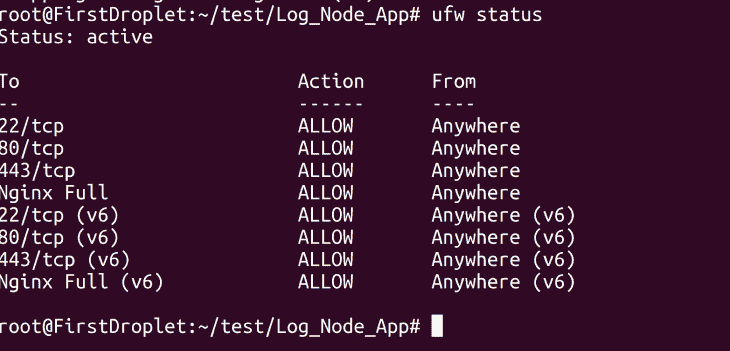 root@FirstDroplet:~/test/Log_Node_App# ufw status
Status: active
To Action From
-- ------ ----
22/tcp ALLOW Anywhere
80/tcp ALLOW Anywhere
443/tcp ALLOW Anywhere
Nginx Full ALLOW Anywhere
22/tcp (v6) ALLOW Anywhere (v6)
80/tcp (v6) ALLOW Anywhere (v6)
443/tcp (v6) ALLOW Anywhere (v6)
Nginx Full (v6) ALLOW Anywhere (v6)
root@FirstDroplet:~/test/Log_Node_App#